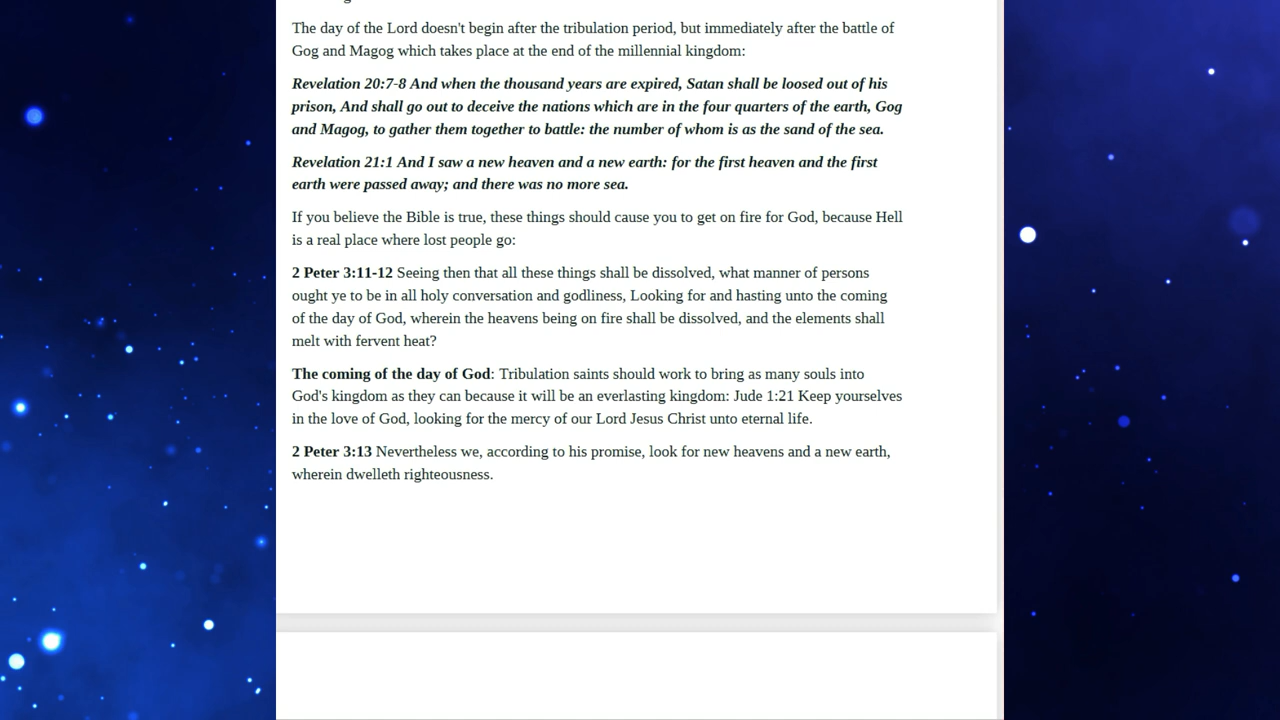 The day of the Lord doesn't begin after the tribulation period, but immediately after the battle of
Gog and Magog which takes place at the end of the millennial kingdom:
Revelation 20:7-8 And when the thousand years are expired, Satan shall be loosed out of his
prison, And shall go out to deceive the nations which are in the four quarters of the earth, Gog
and Magog, to gather them together to battle: the number of whom is as the sand of the sea.
Revelation 21:1 And I saw a new heaven and a new earth: for the first heaven and the first
earth were passed away; and there was no more sea.
If you believe the Bible is true, these things should cause you to get on fire for God, because Hell
is a real place where lost people go:
2 Peter 3:11-12 Seeing then that all these things shall be dissolved, what manner of persons
ought ye to be in all holy conversation and godliness, Looking for and hasting unto the coming
of the day of God, wherein the heavens being on fire shall be dissolved, and the elements shall
melt with fervent heat?
The coming of the day of God: Tribulation saints should work to bring as many souls into
God's kingdom as they can because it will be an everlasting kingdom: Jude 1:21 Keep yourselves
in the love of God, looking for the mercy of our Lord Jesus Christ unto eternal life.
2 Peter 3:13 Nevertheless we, according to his promise, look for new heavens and a new earth,
wherein dwelleth righteousness.